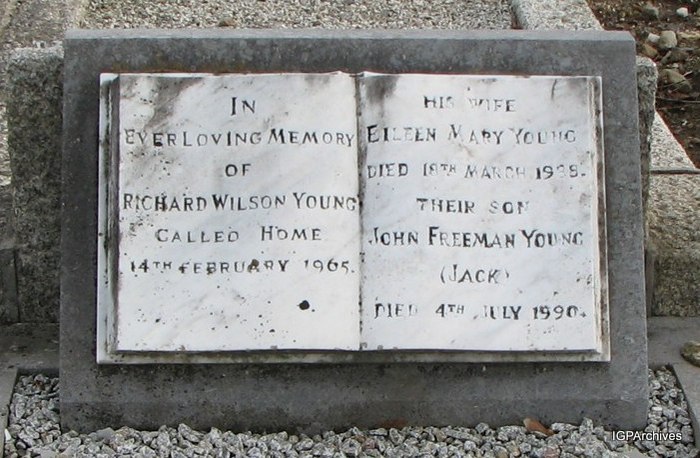 IN
EVER LOVING MEMORY
OF
RICHARD WILSON YOUNG
CALLED HOME
14TH FEBRUARY 1965.
HIS WIFE
EILEEN MARY YOUNG
DIED 18TH MARCH
THEIR SON
JOHN FREEMAN YOUNG
(JACK)
DIED 4TH JULY 1990.
IGPArchives